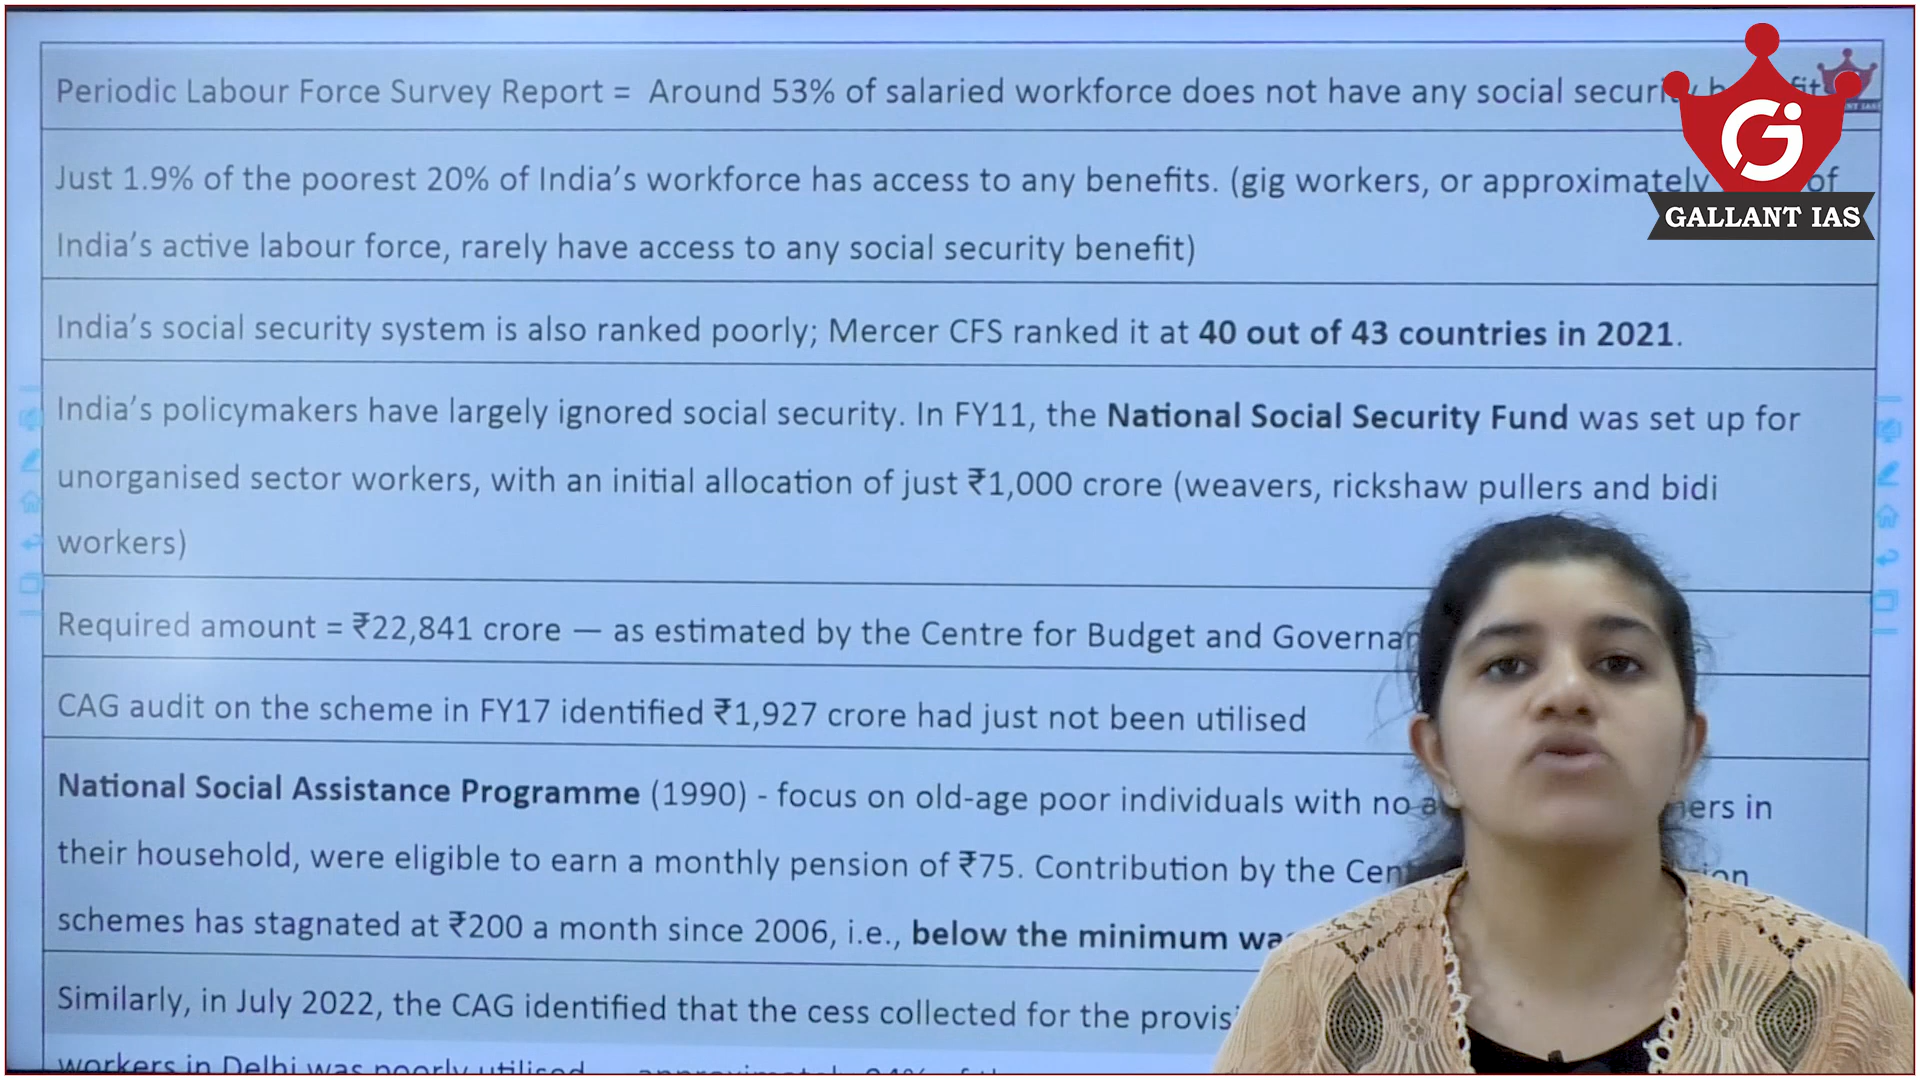 Periodic Labour Force Survey Report = Around 53% of salaried workforce does not have any social
Just 1.9% of the poorest 20% of India's workforce has access to any benefits. (gig workers, or approximately of
India's active labour force, rarely have access to any social security benefit)
India's social security system is also ranked poorly; Mercer CFS ranked it at 40 out of 43 countries in 2021.
India's policymakers have largely ignored social security. In FY11, the National Social Security Fund was set up for
unorganised sector workers, with an initial allocation of just ₹1,000 crore (weavers, rickshaw pullers and bidi
workers)
Required amount = ₹22,841 crore — as estimated by the Centre for Budget and
CAG audit on the scheme in FY17 identified ₹1,927 crore had just not been utilised
National Social Assistance Programme (1990) - focus on old-age poor individuals with no in
their household, were eligible to earn a monthly pension of ₹75. Contribution by the
schemes has stagnated at ₹200 a month since 2006, i.e., below the minimum
Similarly, in July 2022, the CAG identified that the cess collected for the
workers in Delhi was poorly utilised
GALLANT IAS